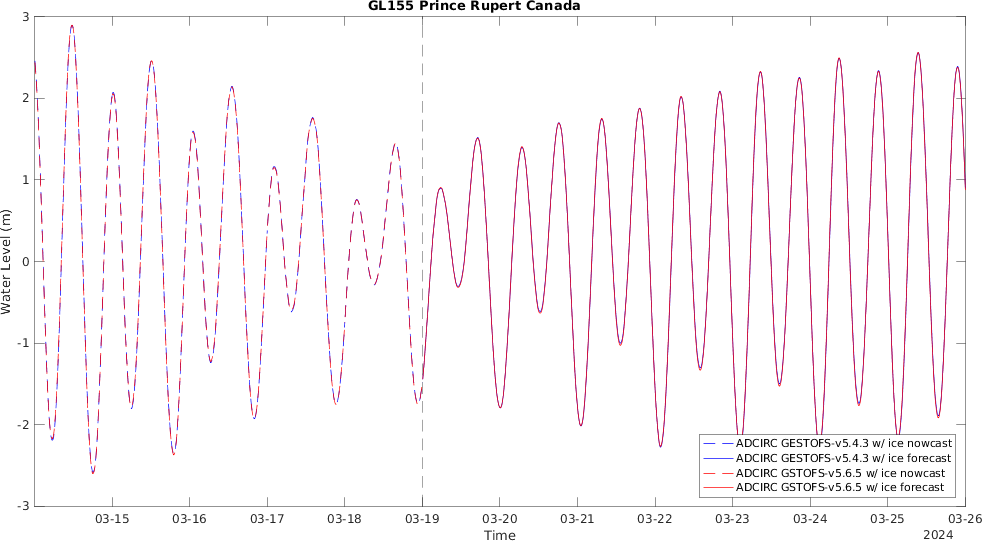 GL155 Prince Rupert Canada
3
2
1
0
-1
-2
-3
Water Level (m)
ADCIRC GESTOFS-v5.4.3 w/ ice nowcast
ADCIRC GESTOFS-v5.4.3 w/ ice forecast
ADCIRC GSTOFS-v5.6.5 w/ ice nowcast
ADCIRC GSTOFS-v5.6.5 w/ ice forecast
03-15 03-16 03-17 03-18 03-19 03-20 03-21 03-22 03-23 03-24 03-25 03-26
Time
2024